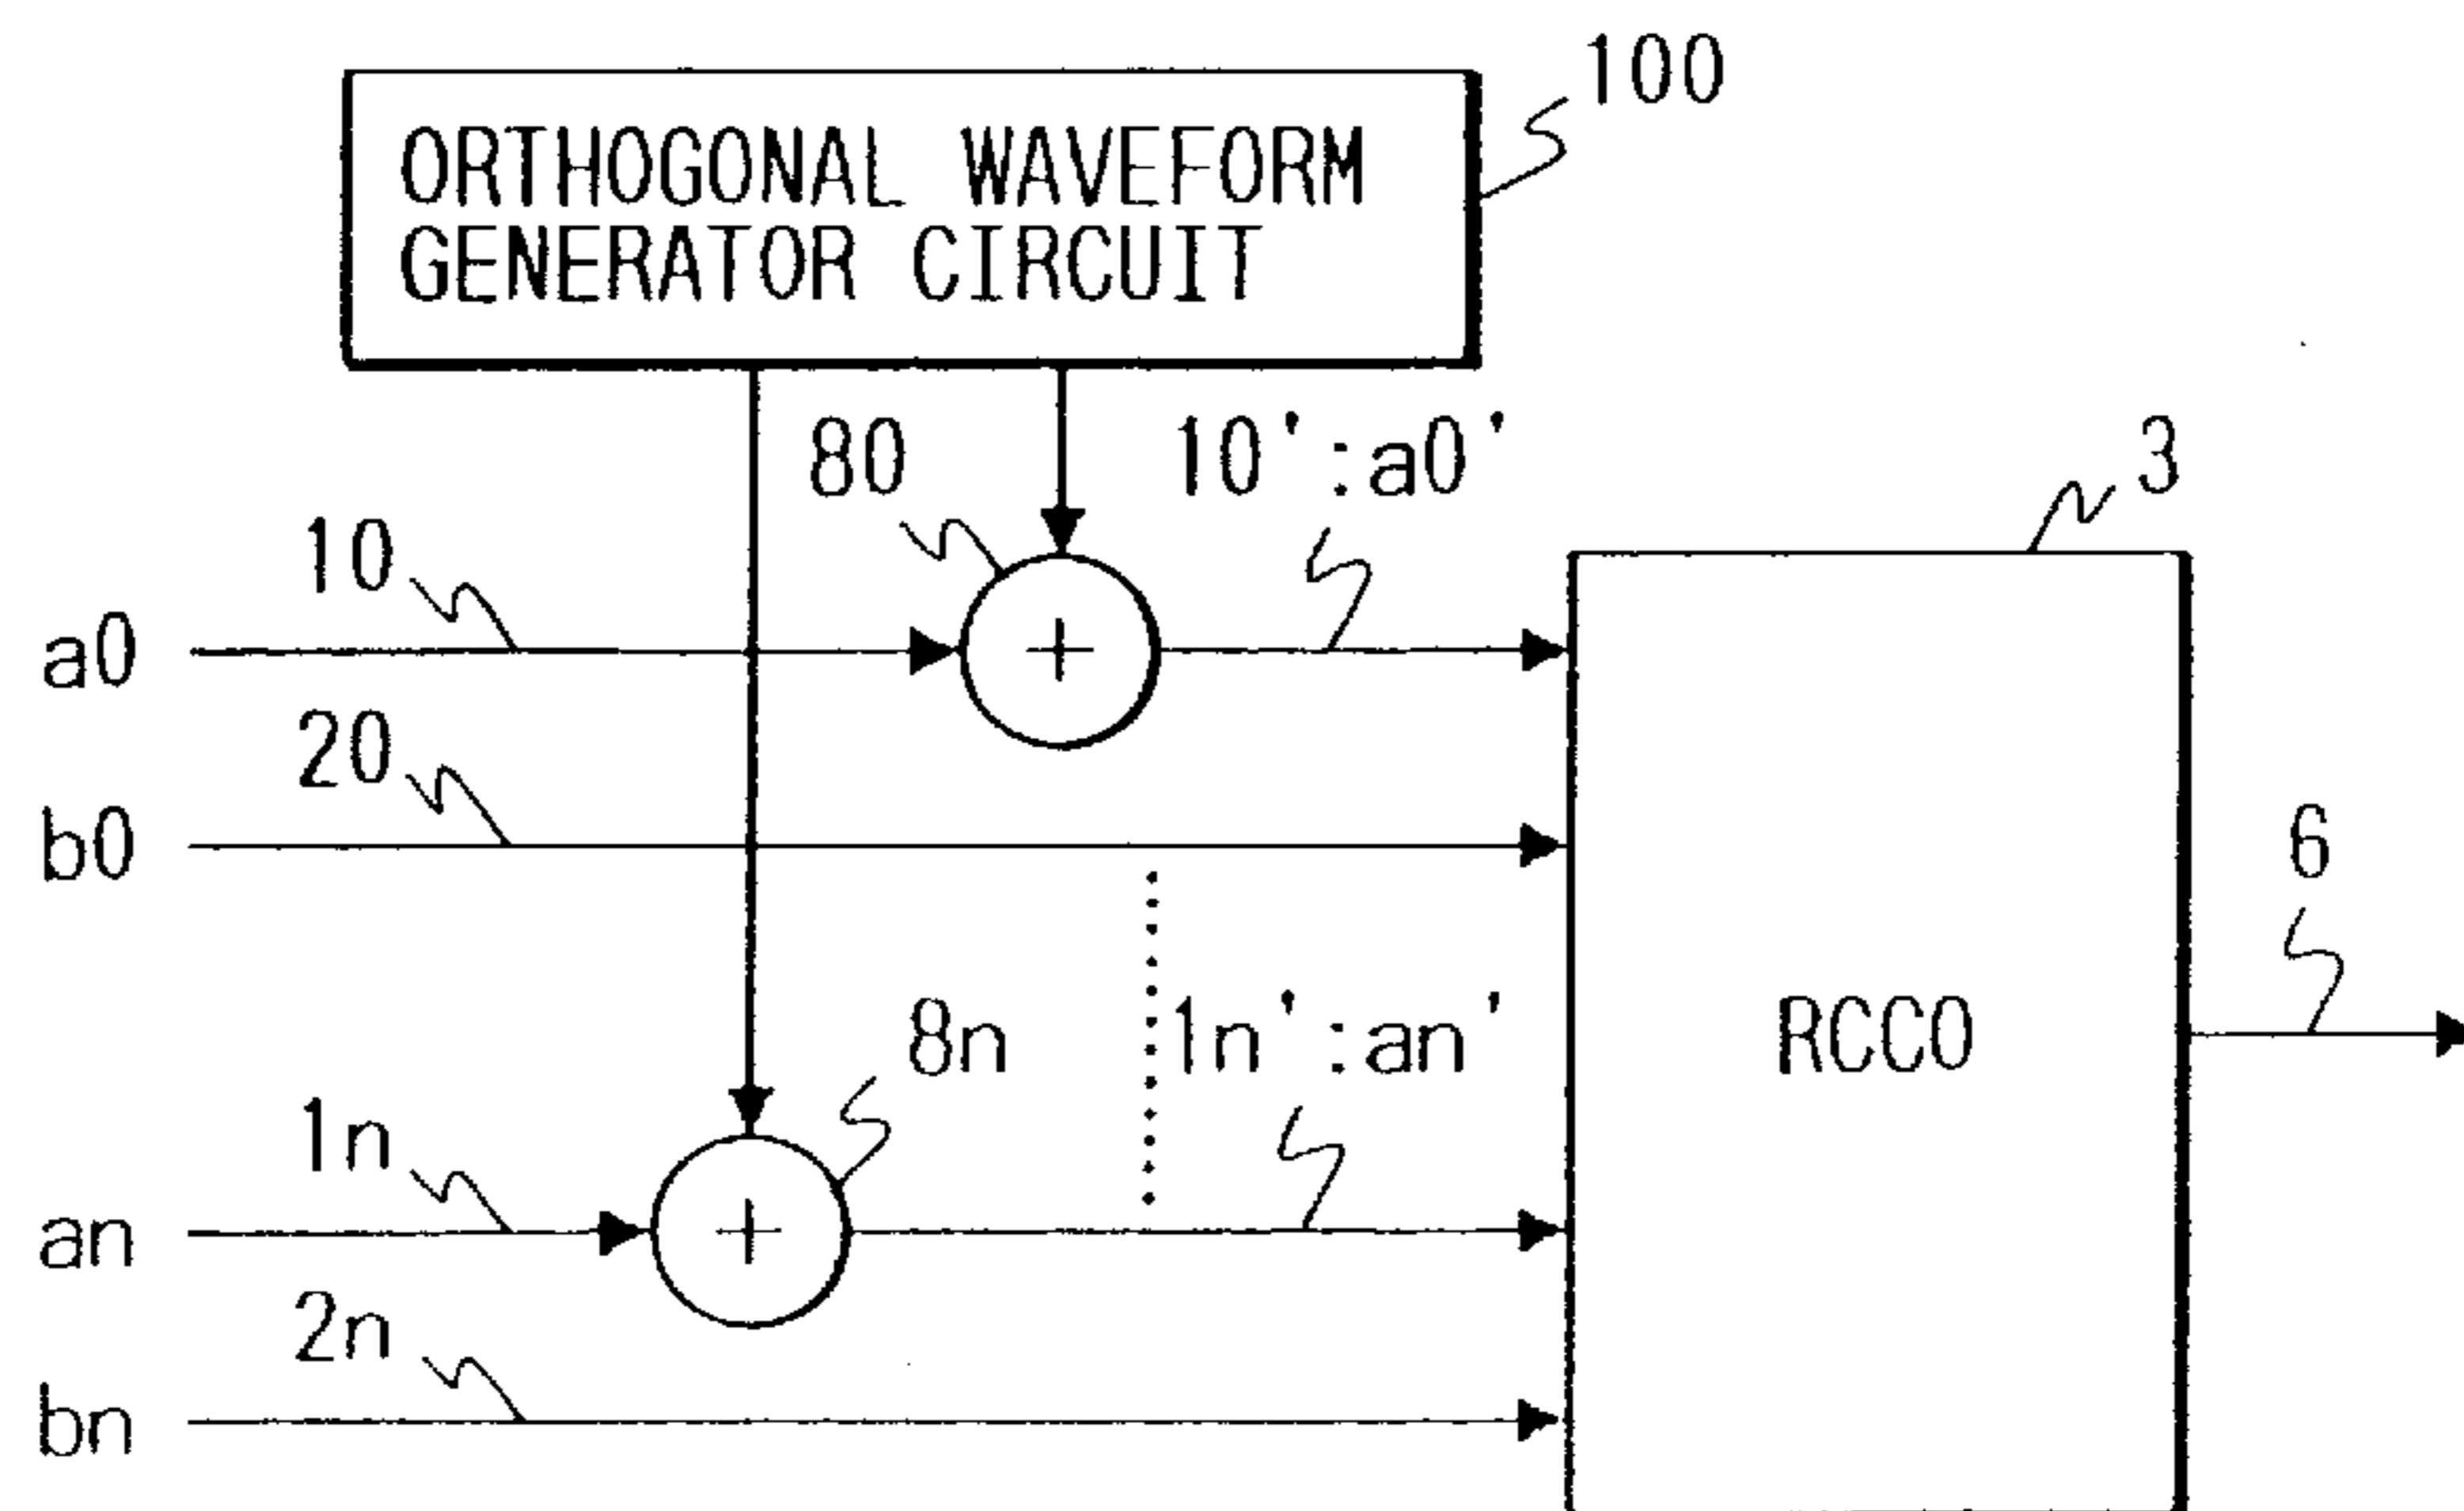 100
ORTHOGONAL WAVEFORM
GENERATOR CIRCUIT
80
10':a0'
3
10
a0
+
20
b0
6
8n
1n':an'
RCCO
1n
an
+
2n
bn